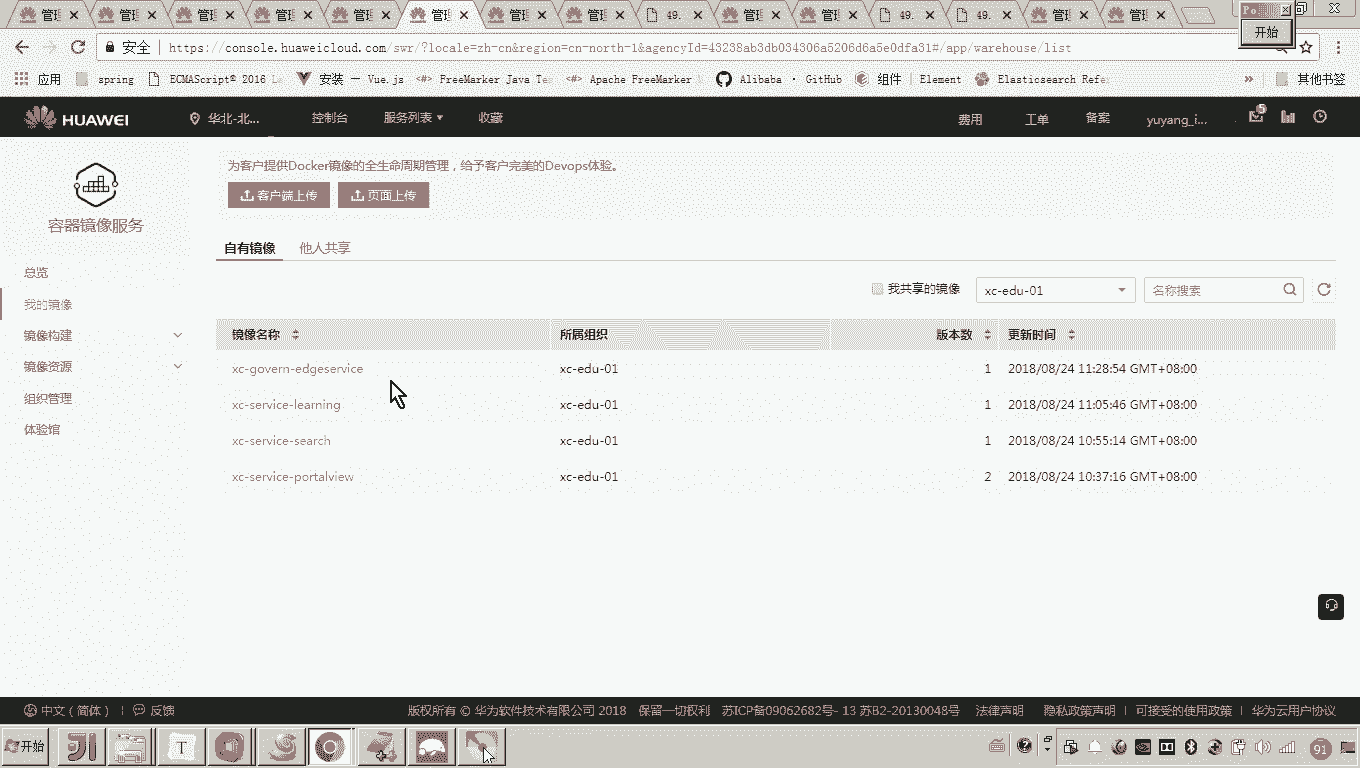 管理 管理 管理 管理 管理 管理 管理 管理 49. 管理 管理 49. 49. 管理 管理
Po
开始
安全 https://console.huaweicloud.com/swr/?locale=zh-cn&region=cn-north-1&agencyId=43238ab3db034306a5206d6a5e0dfa31#/app/warehouse/list
应用 spring ECMAScript® 2016 La 安装 — Vue.js FreeMarker Java Te Apache FreeMarker Alibaba · GitHub 组件 | Element Elasticsearch Refe » 其他书签
HUAWEI 华北-北... 控制台 服务列表 收藏 费用 工单 备案 yuyang_i... 5
容器镜像服务
总览
我的镜像
镜像构建
镜像资源
组织管理
体验馆
为客户提供Docker镜像的全生命周期管理，给予客户完美的Devops体验。
客户端上传 页面上传
自有镜像 他人共享
我共享的镜像 xc-edu-01 名称搜索
镜像名称 所属组织 版本数 更新时间
xc-govern-edgeservice xc-edu-01 1 2018/08/24 11:28:54 GMT+08:00
xc-service-learning xc-edu-01 1 2018/08/24 11:05:46 GMT+08:00
xc-service-search xc-edu-01 1 2018/08/24 10:55:14 GMT+08:00
xc-service-portalview xc-edu-01 2 2018/08/24 10:37:16 GMT+08:00
中文（简体） | 反馈 版权所有 © 华为软件技术有限公司 2018 保留一切权利 苏ICP备09062682号- 13 苏B2-20130048号 法律声明 隐私政策声明 | 可接受的使用政策 | 华为云用户协议
开始 T 91